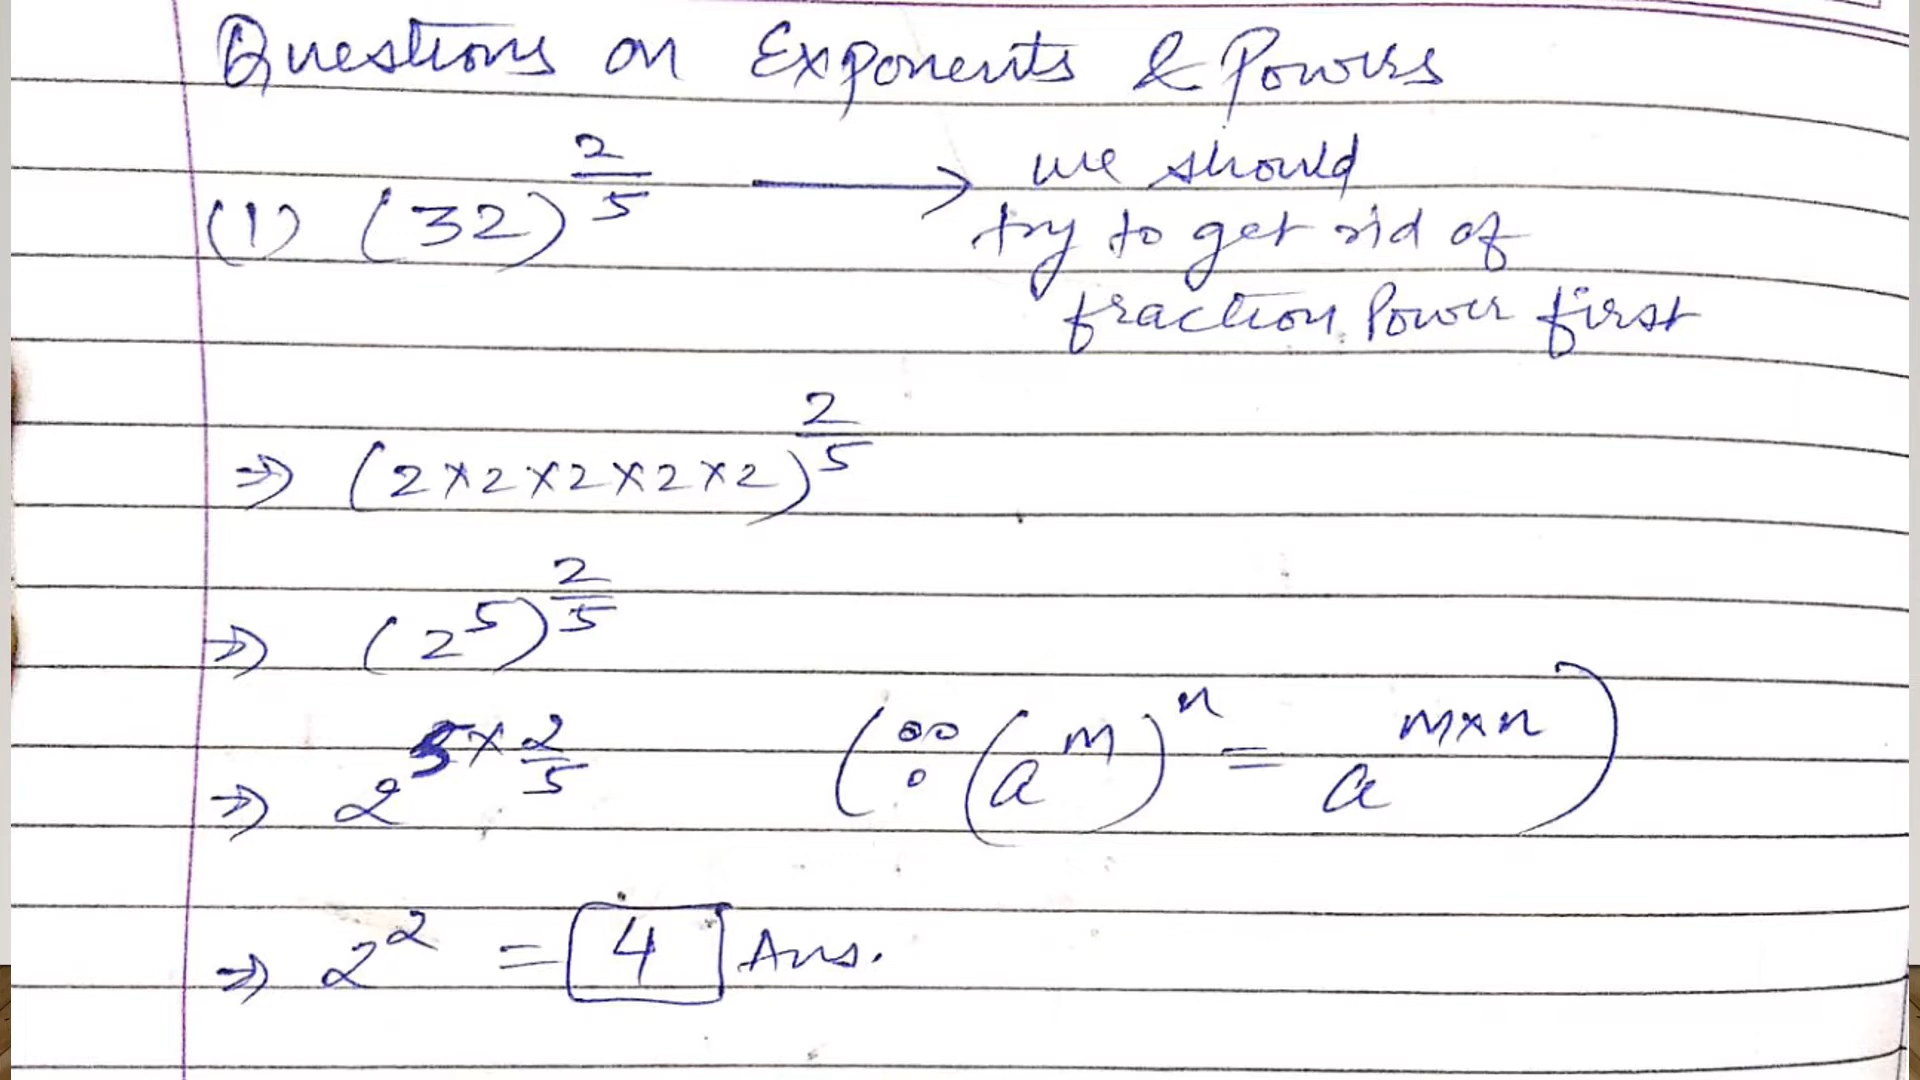 Questions on Exponents & Powers
(1) (32)^(2/5) → we should
try to get rid of
fraction Power first
⇒ (2×2×2×2×2)^(2/5)
⇒ (2^5)^(2/5)
⇒ 2^(5×2/5) (∵ (a^m)^n = a^(m×n))
⇒ 2^2 = 4 Ans.